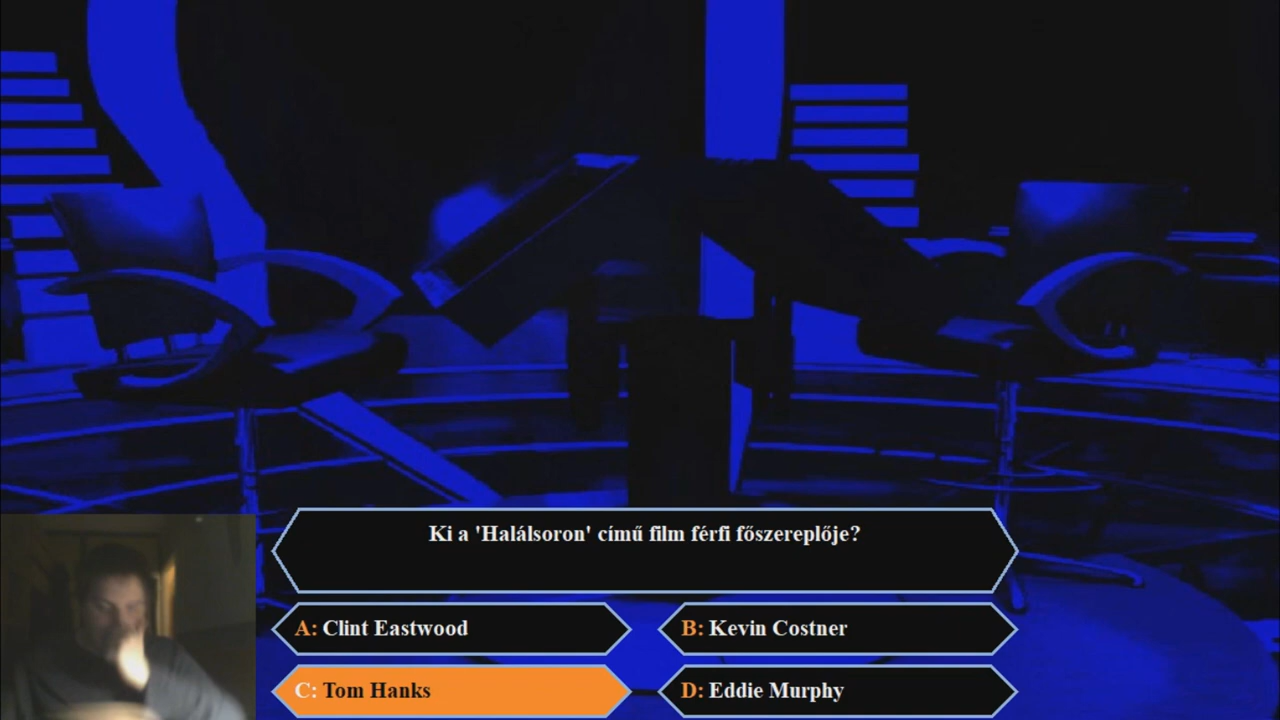 Ki a 'Halálsoron' című film férfi főszereplője?
A: Clint Eastwood
B: Kevin Costner
C: Tom Hanks
D: Eddie Murphy